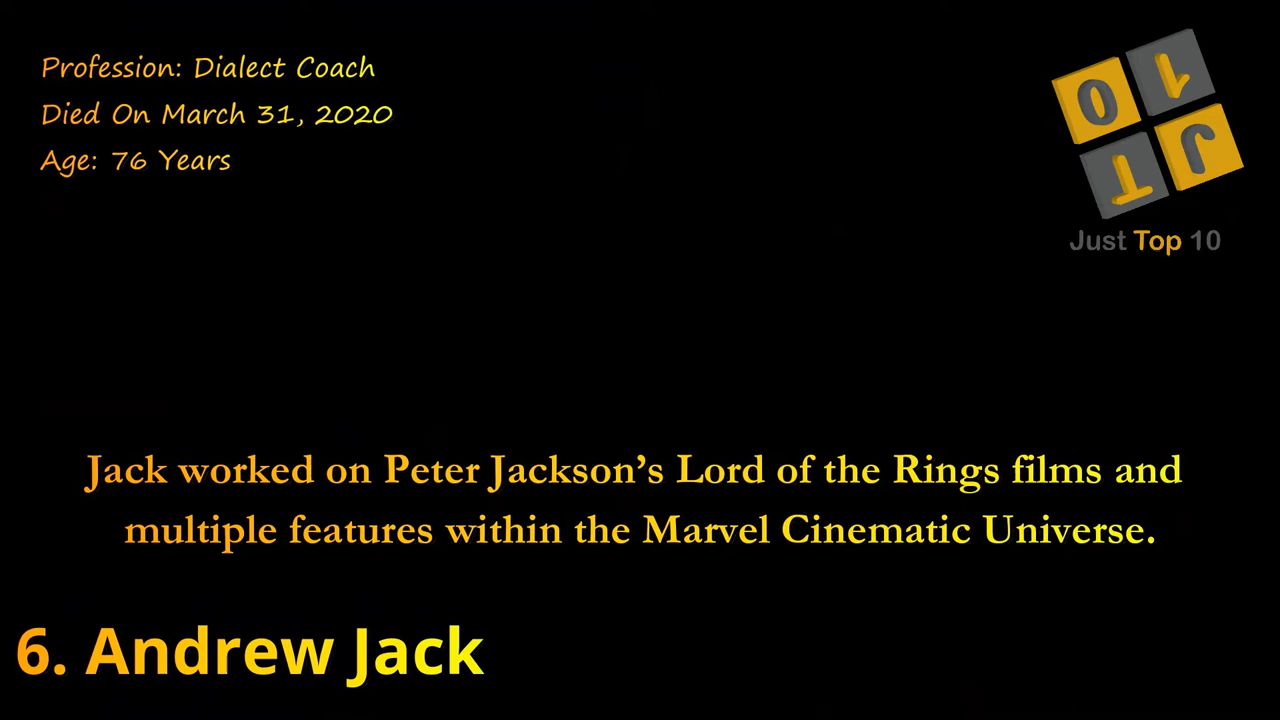 Profession: Dialect Coach
Died On March 31, 2020
Age: 76 Years
O 1
T J
Just Top 10
Jack worked on Peter Jackson’s Lord of the Rings films and
multiple features within the Marvel Cinematic Universe.
6. Andrew Jack